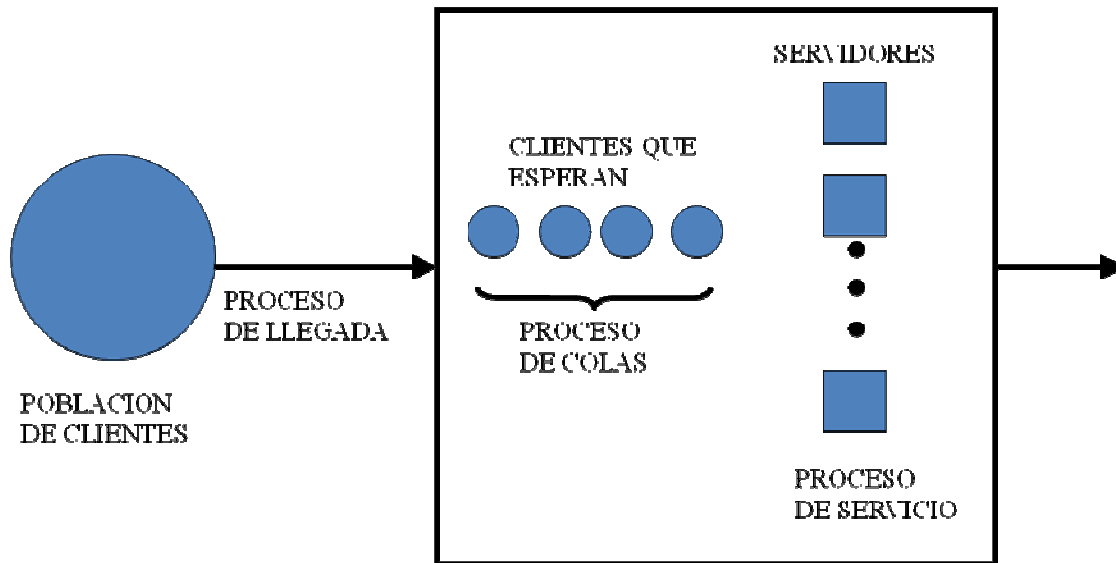 SERVIDORES
CLIENTES QUE
ESPERAN
PROCESO
DE LLEGADA
PROCESO
DE COLAS
POBLACION
DE CLIENTES
PROCESO
DE SERVICIO